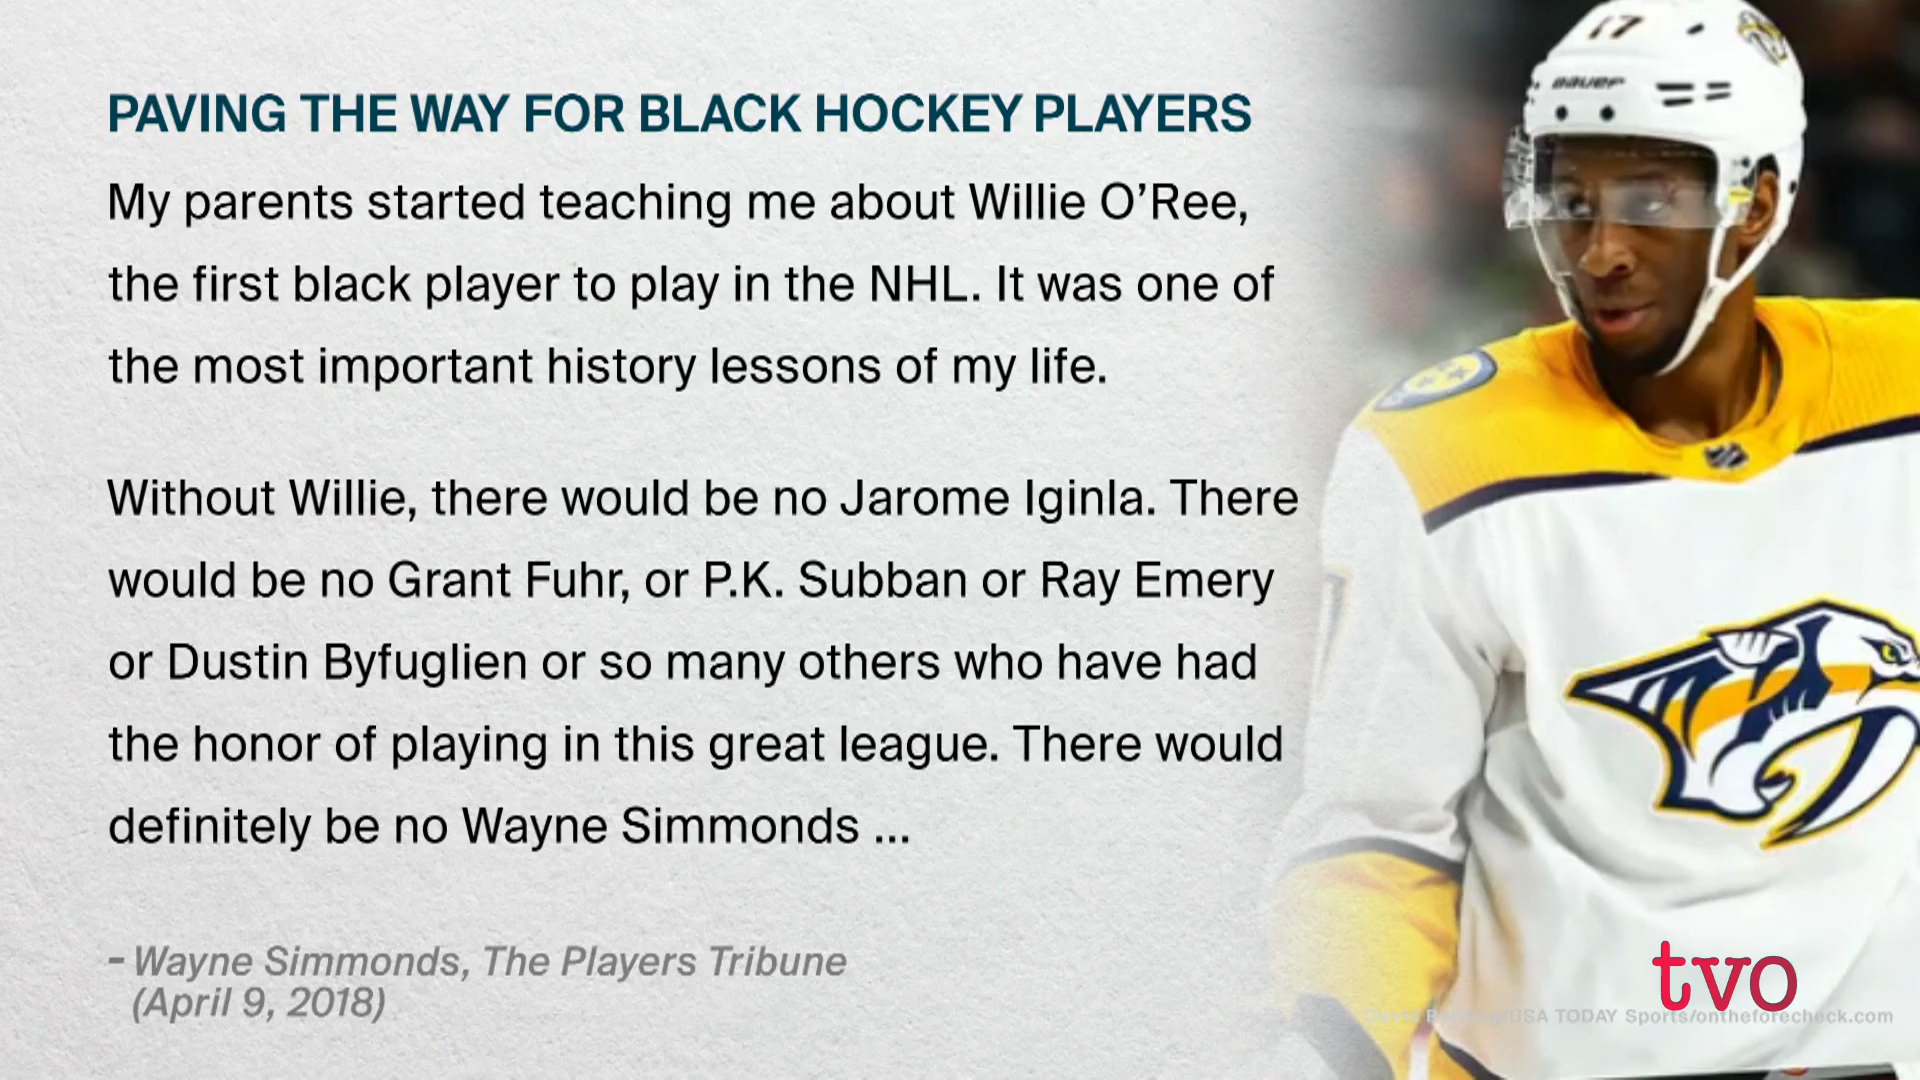 PAVING THE WAY FOR BLACK HOCKEY PLAYERS
My parents started teaching me about Willie O'Ree,
the first black player to play in the NHL. It was one of
the most important history lessons of my life.
Without Willie, there would be no Jarome Iginla. There
would be no Grant Fuhr, or P.K. Subban or Ray Emery
or Dustin Byfuglien or so many others who have had
the honor of playing in this great league. There would
definitely be no Wayne Simmonds ...
- Wayne Simmonds, The Players Tribune
(April 9, 2018)
17
BAUER
tvo
David /USA TODAY Sports/ontheforecheck.com